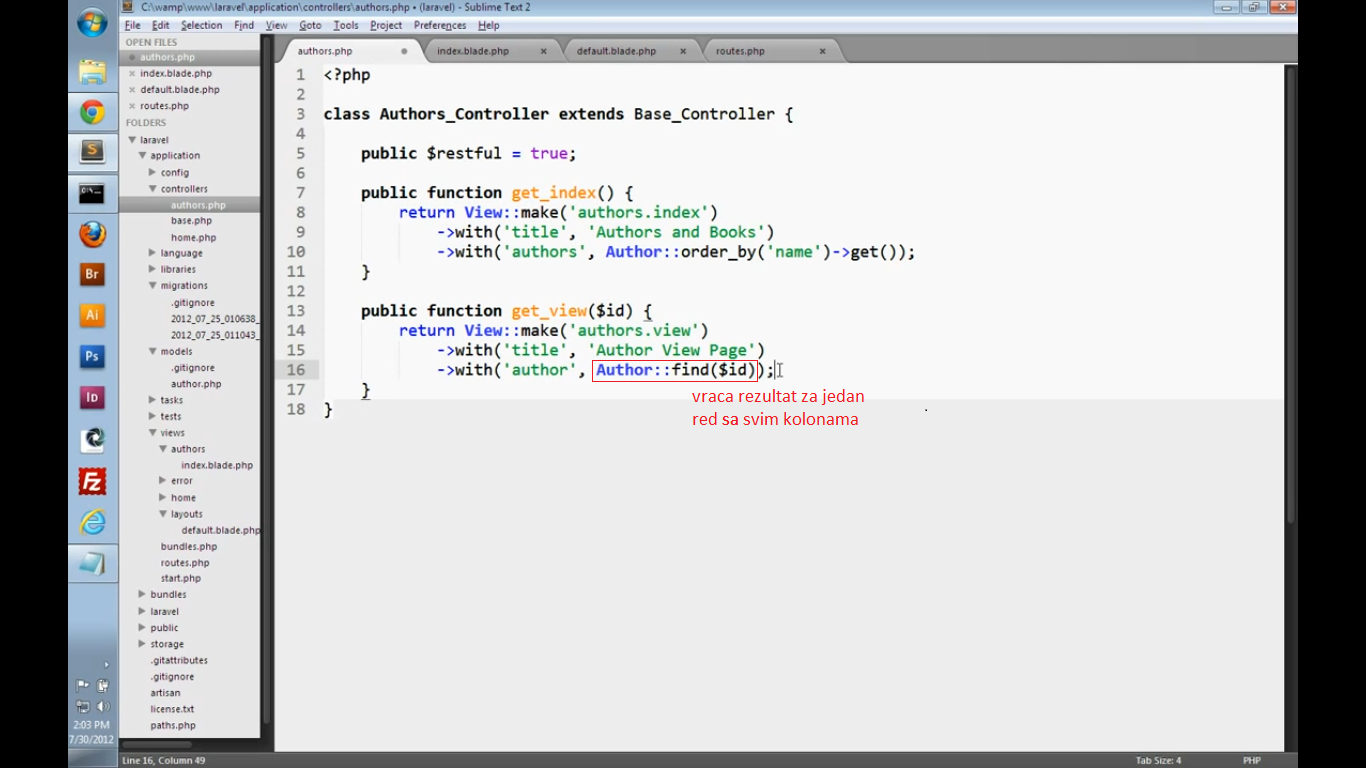 C:\wamp\www\laravel\application\controllers\authors.php • (laravel) - Sublime Text 2
File Edit Selection Find View Goto Tools Project Preferences Help
OPEN FILES
authors.php
index.blade.php
default.blade.php
routes.php
FOLDERS
laravel
application
config
controllers
authors.php
base.php
home.php
language
libraries
migrations
.gitignore
2012_07_25_010638_
2012_07_25_011043_
models
.gitignore
author.php
tasks
tests
views
authors
index.blade.php
error
home
layouts
default.blade.php
bundles.php
routes.php
start.php
bundles
laravel
public
storage
.gitattributes
.gitignore
artisan
license.txt
paths.php
authors.php index.blade.php default.blade.php routes.php
1 <?php
2
3 class Authors_Controller extends Base_Controller {
4
5 public $restful = true;
6
7 public function get_index() {
8 return View::make('authors.index')
9 ->with('title', 'Authors and Books')
10 ->with('authors', Author::order_by('name')->get());
11 }
12
13 public function get_view($id) {
14 return View::make('authors.view')
15 ->with('title', 'Author View Page')
16 ->with('author', Author::find($id));
17 }
18 }
vraca rezultat za jedan
red sa svim kolonama
S
C:\
Br
Ai
Ps
Id
Fz
2:03 PM
7/30/2012
Line 16, Column 49 Tab Size: 4 PHP